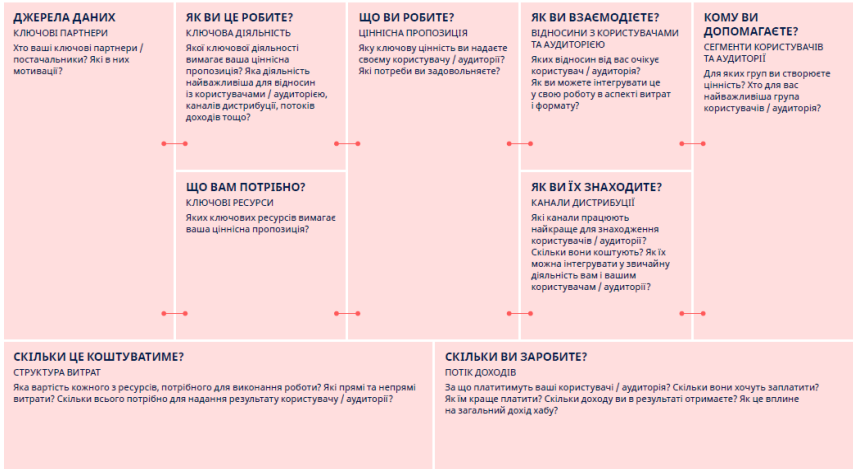 ДЖЕРЕЛА ДАНИХ
КЛЮЧОВІ ПАРТНЕРИ
Хто ваші ключові партнери /
постачальники? Які в них
мотивації?
ЯК ВИ ЦЕ РОБИТЕ?
КЛЮЧОВА ДІЯЛЬНІСТЬ
Якої ключової діяльності
вимагає ваша ціннісна
пропозиція? Яка діяльність
найважливіша для відносин
із користувачами / аудиторією,
каналів дистрибуції, потоків
доходів тощо?
ЩО ВАМ ПОТРІБНО?
КЛЮЧОВІ РЕСУРСИ
Яких ключових ресурсів вимагає
ваша ціннісна пропозиція?
ЩО ВИ РОБИТЕ?
ЦІННІСНА ПРОПОЗИЦІЯ
Яку ключову цінність ви надаєте
своєму користувачу / аудиторії?
Які потреби ви задовольняєте?
ЯК ВИ ВЗАЄМОДІЄТЕ?
ВІДНОСИНИ З КОРИСТУВАЧАМИ
ТА АУДИТОРІЄЮ
Яких відносин від вас очікує
користувач / аудиторія?
Як ви можете інтегрувати це
у свою роботу в аспекті витрат
і формату?
ЯК ВИ ЇХ ЗНАХОДИТЕ?
КАНАЛИ ДИСТРИБУЦІЇ
Які канали працюють
найкраще для знаходження
користувачів / аудиторії?
Скільки вони коштують? Як їх
можна інтегрувати у звичайну
діяльність вам і вашим
користувачам / аудиторії?
КОМУ ВИ
ДОПОМАГАЄТЕ?
СЕГМЕНТИ КОРИСТУВАЧІВ
ТА АУДИТОРІЇ
Для яких груп ви створюєте
цінність? Хто для вас
найважливіша група
користувачів / аудиторія?
СКІЛЬКИ ЦЕ КОШТУВАТИМЕ?
СТРУКТУРА ВИТРАТ
Яка вартість кожного з ресурсів, потрібного для виконання роботи? Які прямі та непрямі
витрати? Скільки всього потрібно для надання результату користувачу / аудиторії?
СКІЛЬКИ ВИ ЗАРОБИТЕ?
ПОТІК ДОХОДІВ
За що платитимуть ваші користувачі / аудиторія? Скільки вони хочуть заплатити?
Як їм краще платити? Скільки доходу ви в результаті отримаєте? Як це вплине
на загальний дохід хабу?